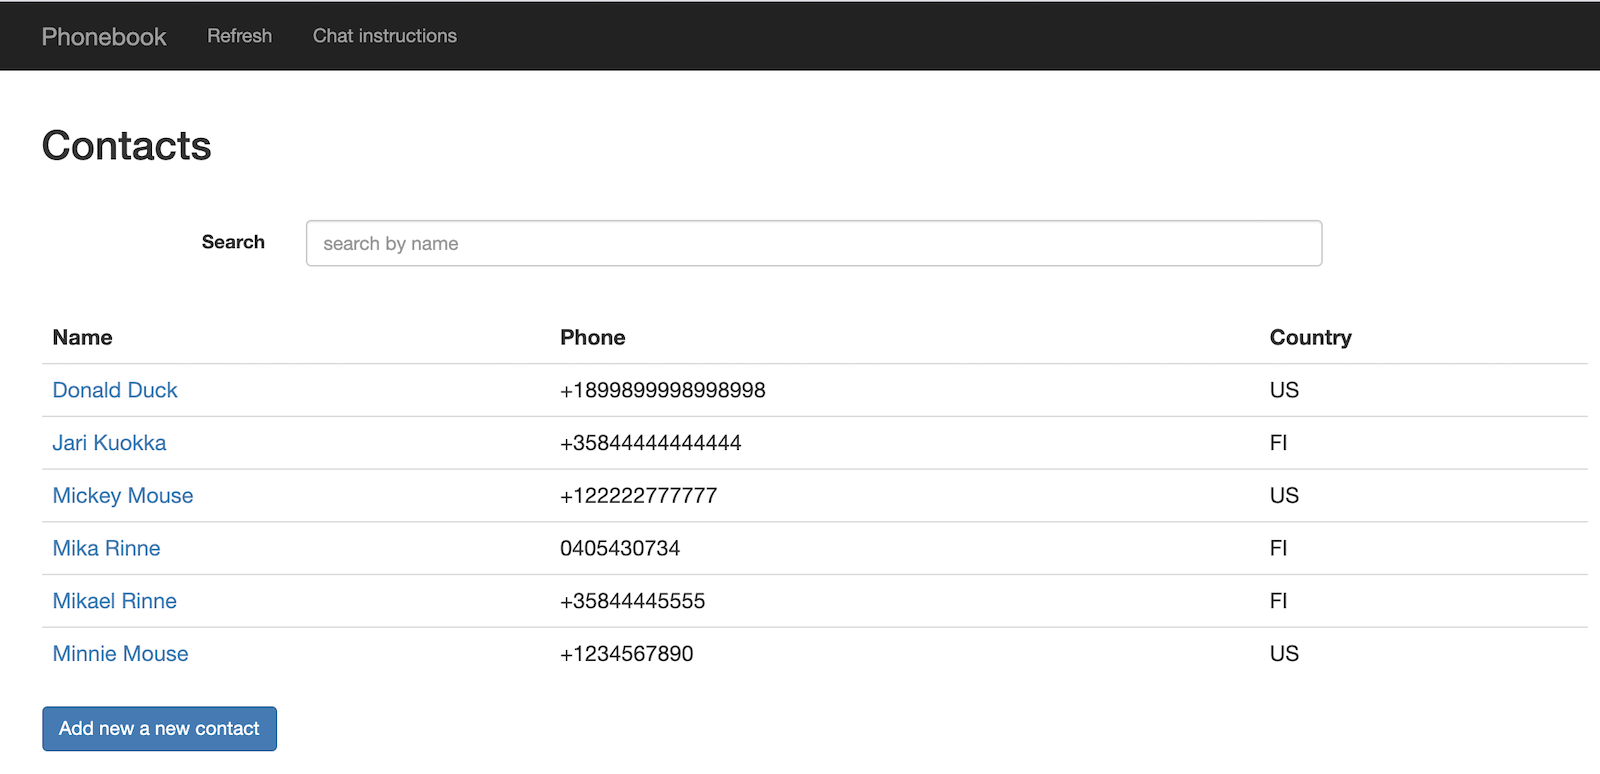 Phonebook Refresh Chat instructions
Contacts
Search search by name
Name Phone Country
Donald Duck +1899899998998998 US
Jari Kuokka +35844444444444 FI
Mickey Mouse +122222777777 US
Mika Rinne 0405430734 FI
Mikael Rinne +35844445555 FI
Minnie Mouse +1234567890 US
Add new a new contact